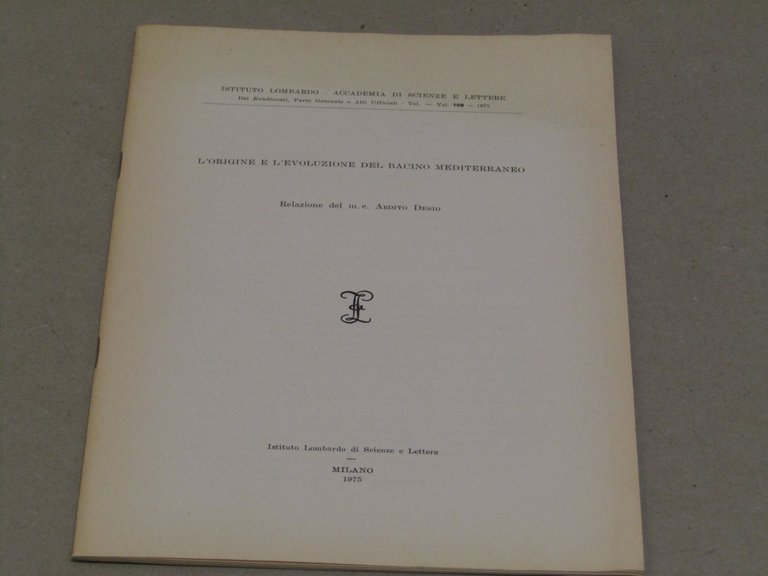 ISTITUTO LOMBARDO - ACCADEMIA DI SCIENZE E LETTERE
Dai Rendiconti, Parte Generale e Atti Ufficiali - Vol. — Vol. 109 — 1975
L'ORIGINE E L'EVOLUZIONE DEL BACINO MEDITERRANEO
Relazione del m. e. ARDITO DESIO
Istituto Lombardo di Scienze e Lettere
MILANO
1975